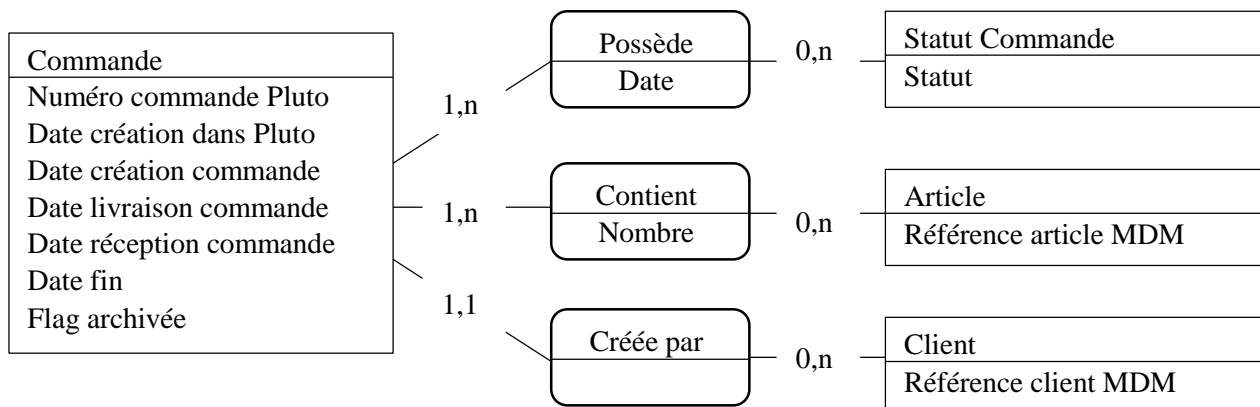 Commande
Numéro commande Pluto
Date création dans Pluto
Date création commande
Date livraison commande
Date réception commande
Date fin
Flag archivée
1,n
1,n
1,1
Possède
Date
Contient
Nombre
Créée par
0,n
0,n
0,n
Statut Commande
Statut
Article
Référence article MDM
Client
Référence client MDM